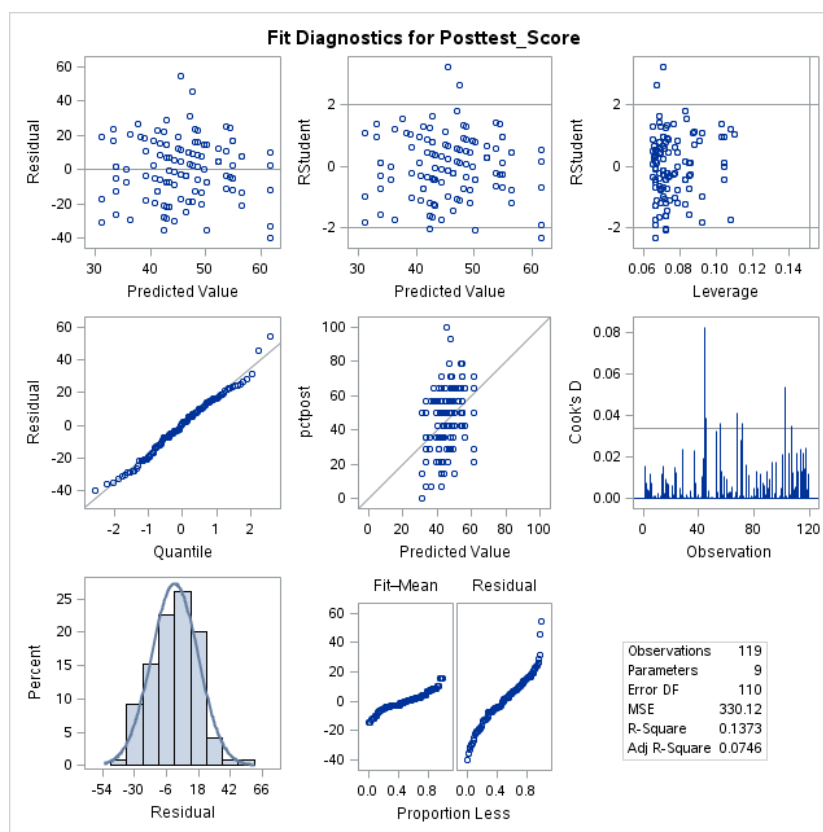 Fit Diagnostics for Posttest_Score
60
40
20
0
-20
-40
Residual
30 40 50 60
Predicted Value
2
0
-2
RStudent
30 40 50 60
Predicted Value
2
0
-2
RStudent
0.06 0.08 0.10 0.12 0.14
Leverage
60
40
20
0
-20
-40
Residual
-2 -1 0 1 2
Quantile
100
80
60
40
20
0
pctpost
0 20 40 60 80 100
Predicted Value
0.08
0.06
0.04
0.02
0.00
Cook's D
0 40 80 120
Observation
25
20
15
10
5
0
Percent
-54 -30 -6 18 42 66
Residual
Fit–Mean Residual
60
40
20
0
-20
-40
0.0 0.4 0.8 0.0 0.4 0.8
Proportion Less
Observations 119
Parameters 9
Error DF 110
MSE 330.12
R-Square 0.1373
Adj R-Square 0.0746